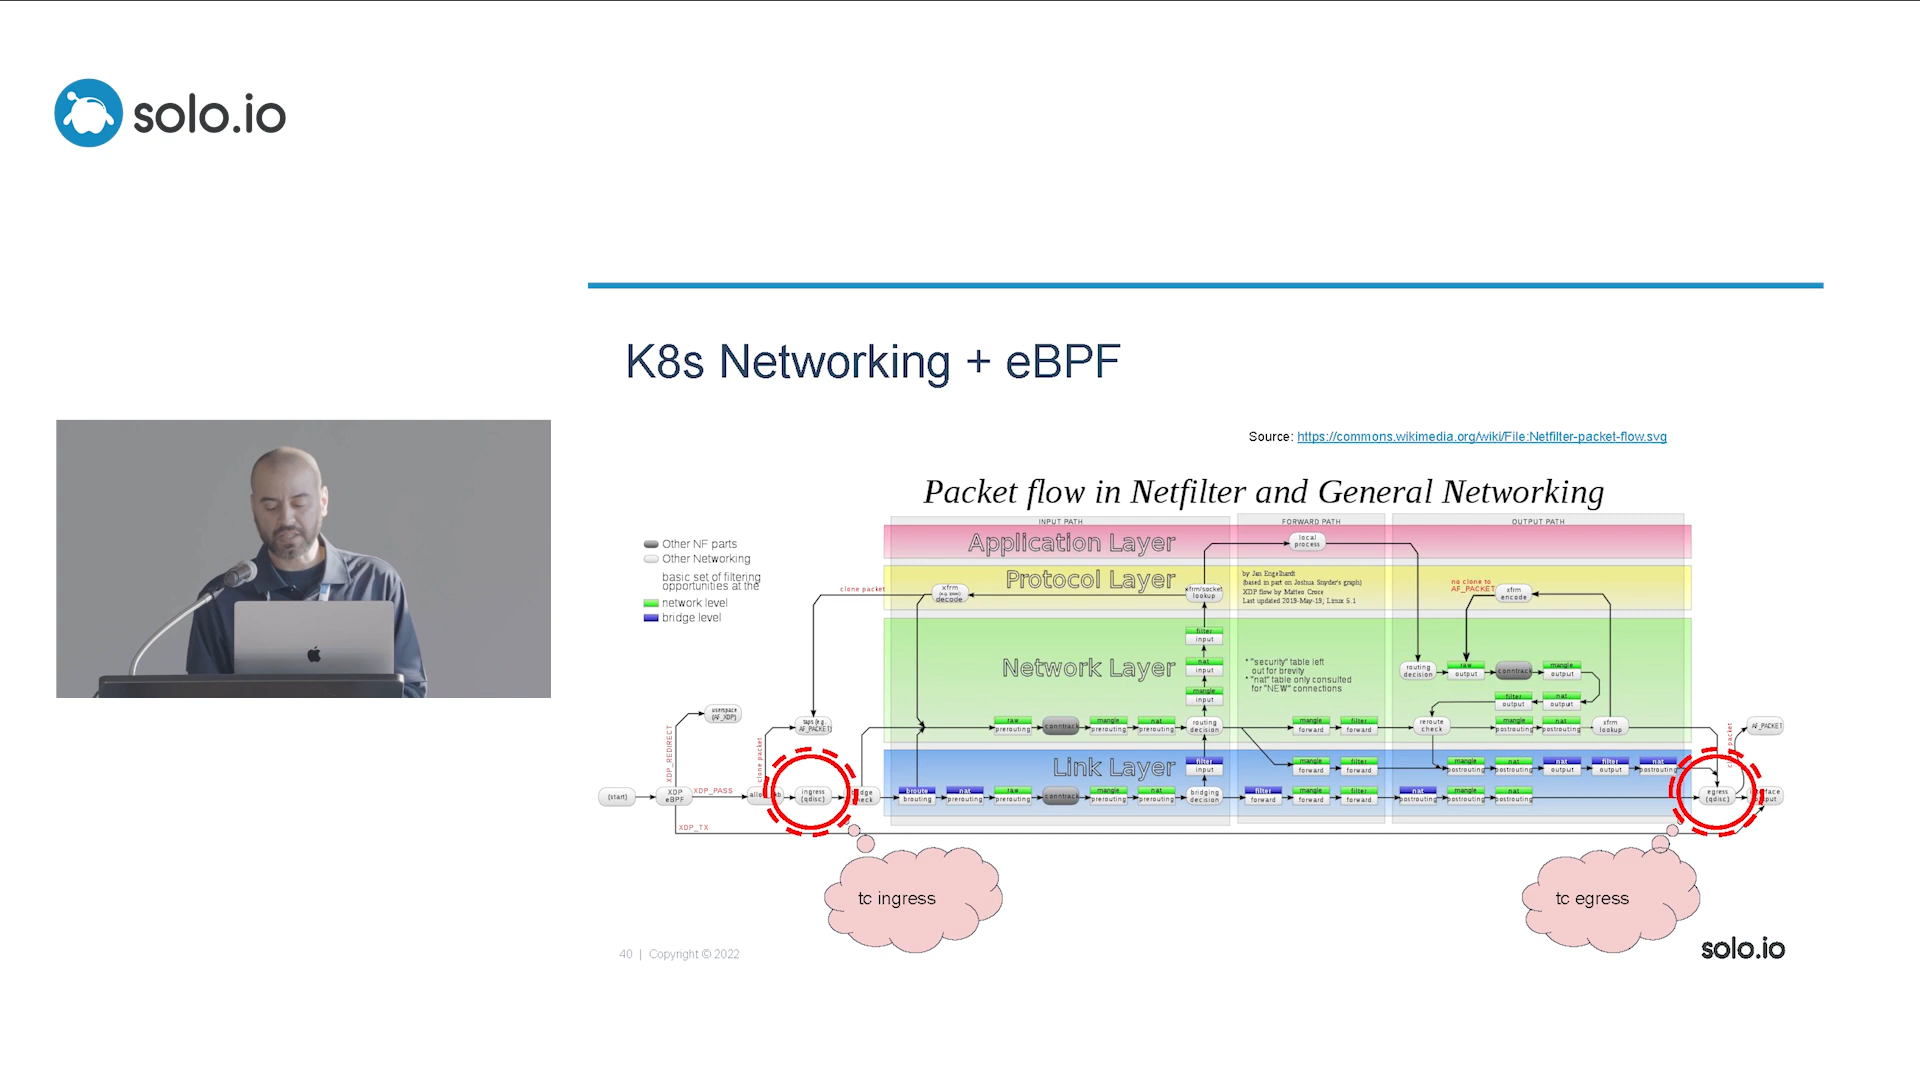 solo.io
K8s Networking + eBPF
Source: https://commons.wikimedia.org/wiki/File:Netfilter-packet-flow.svg
Packet flow in Netfilter and General Networking
INPUT PATH
FORWARD PATH
OUTPUT PATH
Other NF parts
Other Networking
basic set of filtering
opportunities at the
network level
bridge level
Application Layer
local
process
Protocol Layer
clone packet
xfrm
decode
xfrm/socket
lookup
by Jan Engelhardt
(based in part on Joshua Snyder's graph)
XDP flow by Matteo Croce
Last updated 2019-May-19; Linux 5.1
no clone to
AF_PACKET
xfrm
encode
Network Layer
filter
input
nat
input
mangle
input
* "security" table left
out for brevity
* "nat" table only consulted
for "NEW" connections
routing
decision
raw
output
conntrack
mangle
output
filter
output
nat
output
userspace
(AF_XDP)
taps (e.g.
AF_PACKET)
raw
prerouting
conntrack
mangle
prerouting
nat
prerouting
routing
decision
mangle
forward
filter
forward
reroute
check
mangle
postrouting
nat
postrouting
xfrm
lookup
AF_PACKET
XDP_REDIRECT
clone packet
Link Layer
filter
input
mangle
forward
filter
forward
mangle
postrouting
nat
postrouting
nat
output
filter
output
nat
postrouting
(start)
XDP
eBPF
XDP_PASS
ingress
(qdisc)
check
broute
brouting
nat
prerouting
raw
prerouting
conntrack
mangle
prerouting
nat
prerouting
bridging
decision
filter
forward
mangle
forward
filter
forward
nat
postrouting
mangle
postrouting
nat
postrouting
egress
(qdisc)
XDP_TX
tc ingress
tc egress
40 | Copyright © 2022
solo.io